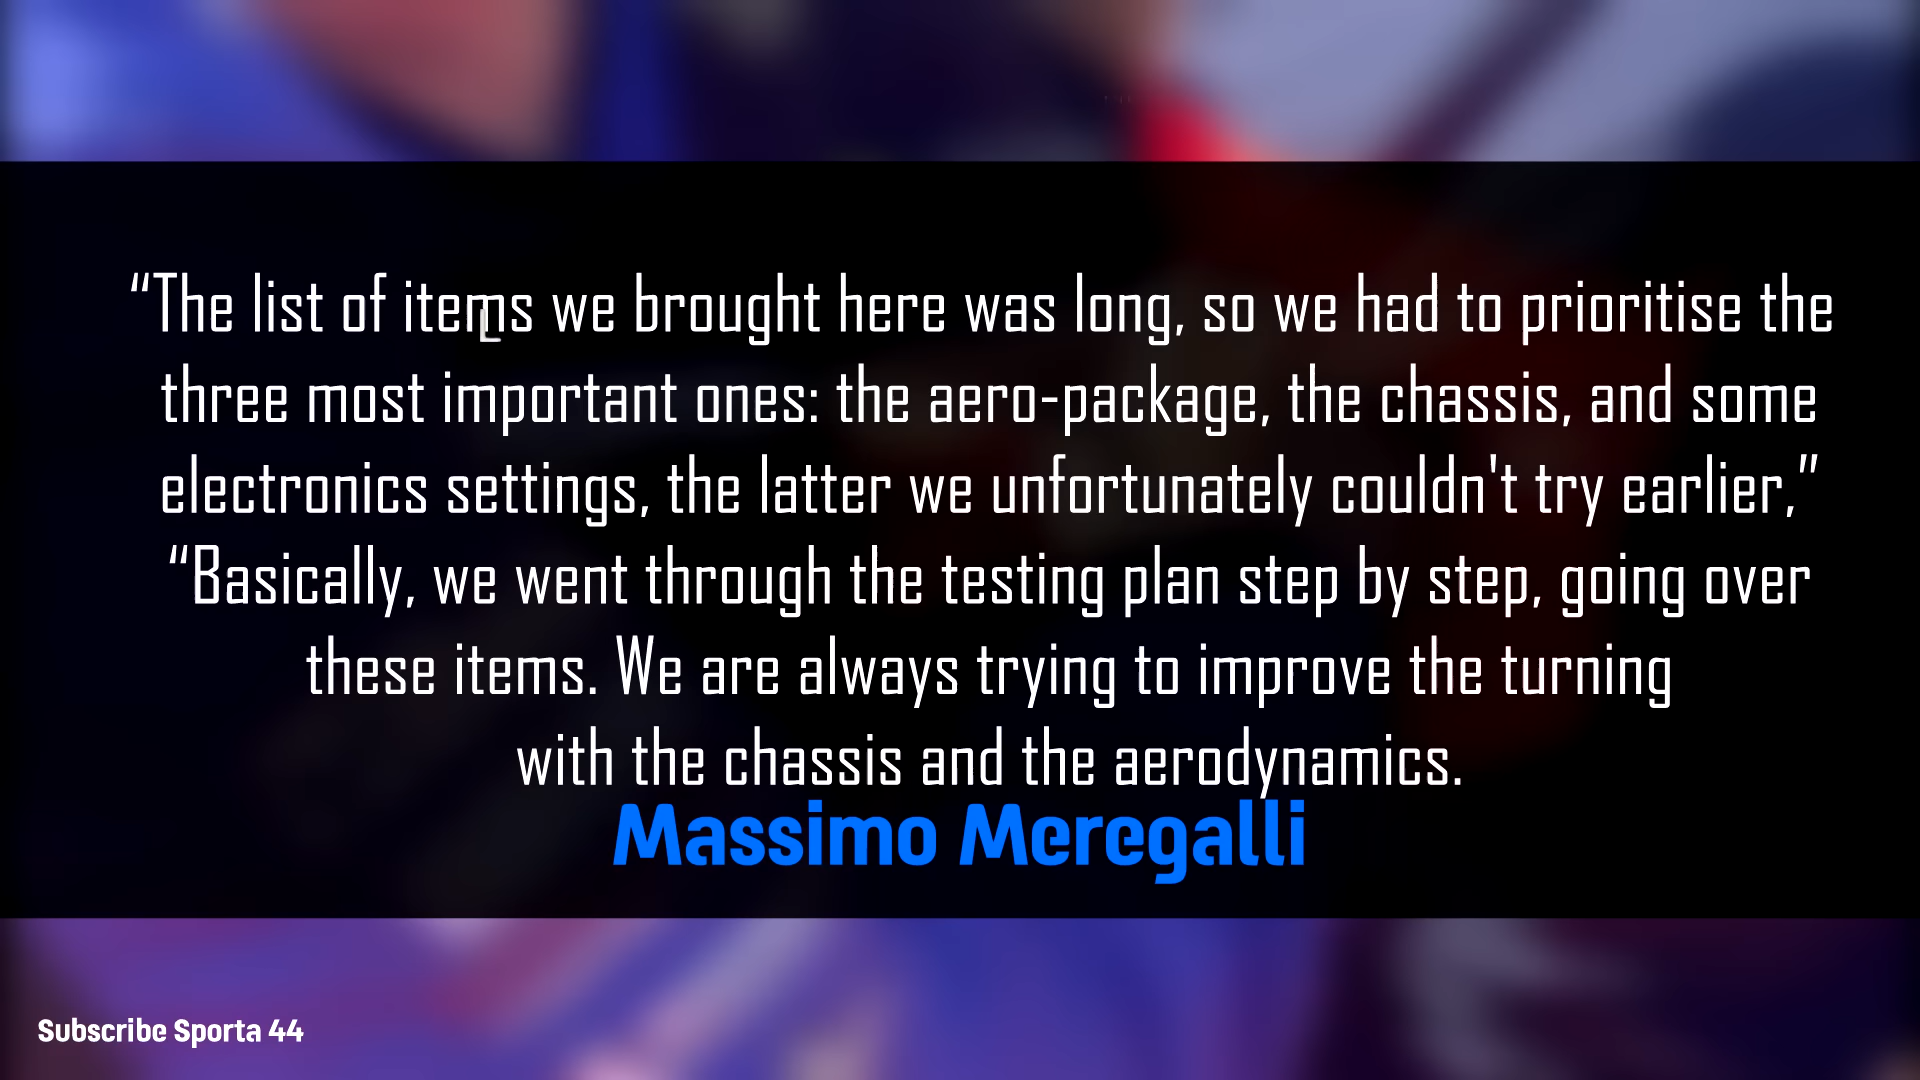 “The list of items we brought here was long, so we had to prioritise the
three most important ones: the aero-package, the chassis, and some
electronics settings, the latter we unfortunately couldn't try earlier,”
“Basically, we went through the testing plan step by step, going over
these items. We are always trying to improve the turning
with the chassis and the aerodynamics.
Massimo Meregalli
Subscribe Sporta 44